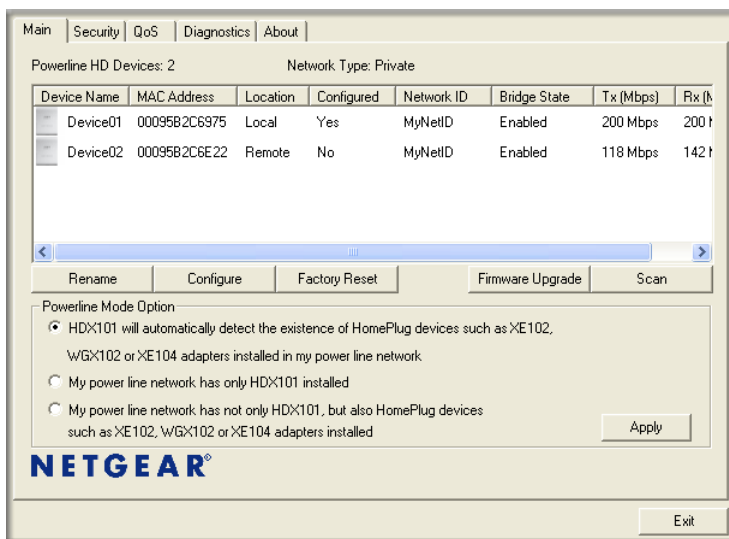 Main Security QoS Diagnostics About
Powerline HD Devices: 2 Network Type: Private
Device Name MAC Address Location Configured Network ID Bridge State Tx (Mbps) Rx (M
Device01 00095B2C6975 Local Yes MyNetID Enabled 200 Mbps 200 M
Device02 00095B2C6E22 Remote No MyNetID Enabled 118 Mbps 142 M
Rename Configure Factory Reset Firmware Upgrade Scan
Powerline Mode Option
HDX101 will automatically detect the existence of HomePlug devices such as XE102,
WGX102 or XE104 adapters installed in my power line network
My power line network has only HDX101 installed
My power line network has not only HDX101, but also HomePlug devices
such as XE102, WGX102 or XE104 adapters installed
Apply
NETGEAR®
Exit